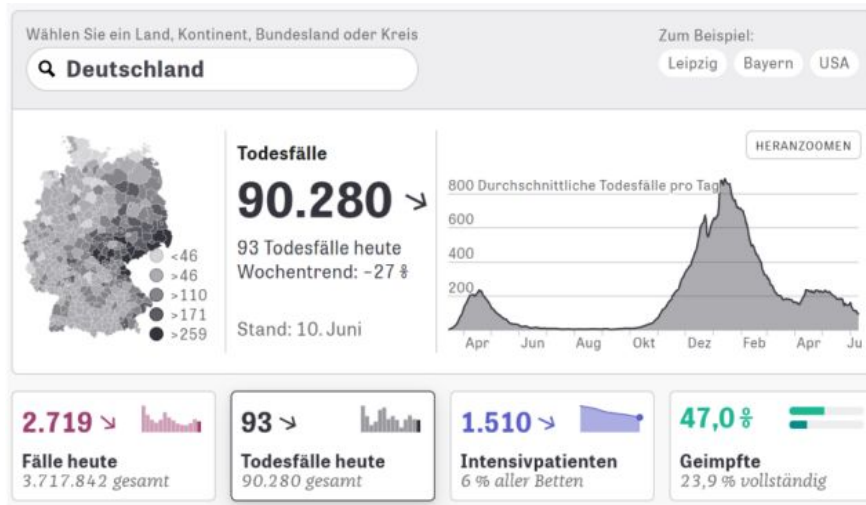 Wählen Sie ein Land, Kontinent, Bundesland oder Kreis
Deutschland
Zum Beispiel:
Leipzig Bayern USA
HERANZOOMEN
Todesfälle
90.280
93 Todesfälle heute
Wochentrend: -27 %
Stand: 10. Juni
<46
>46
>110
>171
>259
800 Durchschnittliche Todesfälle pro Tag
600
400
200
Apr Jun Aug Okt Dez Feb Apr Ju
2.719
Fälle heute
3.717.842 gesamt
93
Todesfälle heute
90.280 gesamt
1.510
Intensivpatienten
6 % aller Betten
47,0 %
Geimpfte
23,9 % vollständig